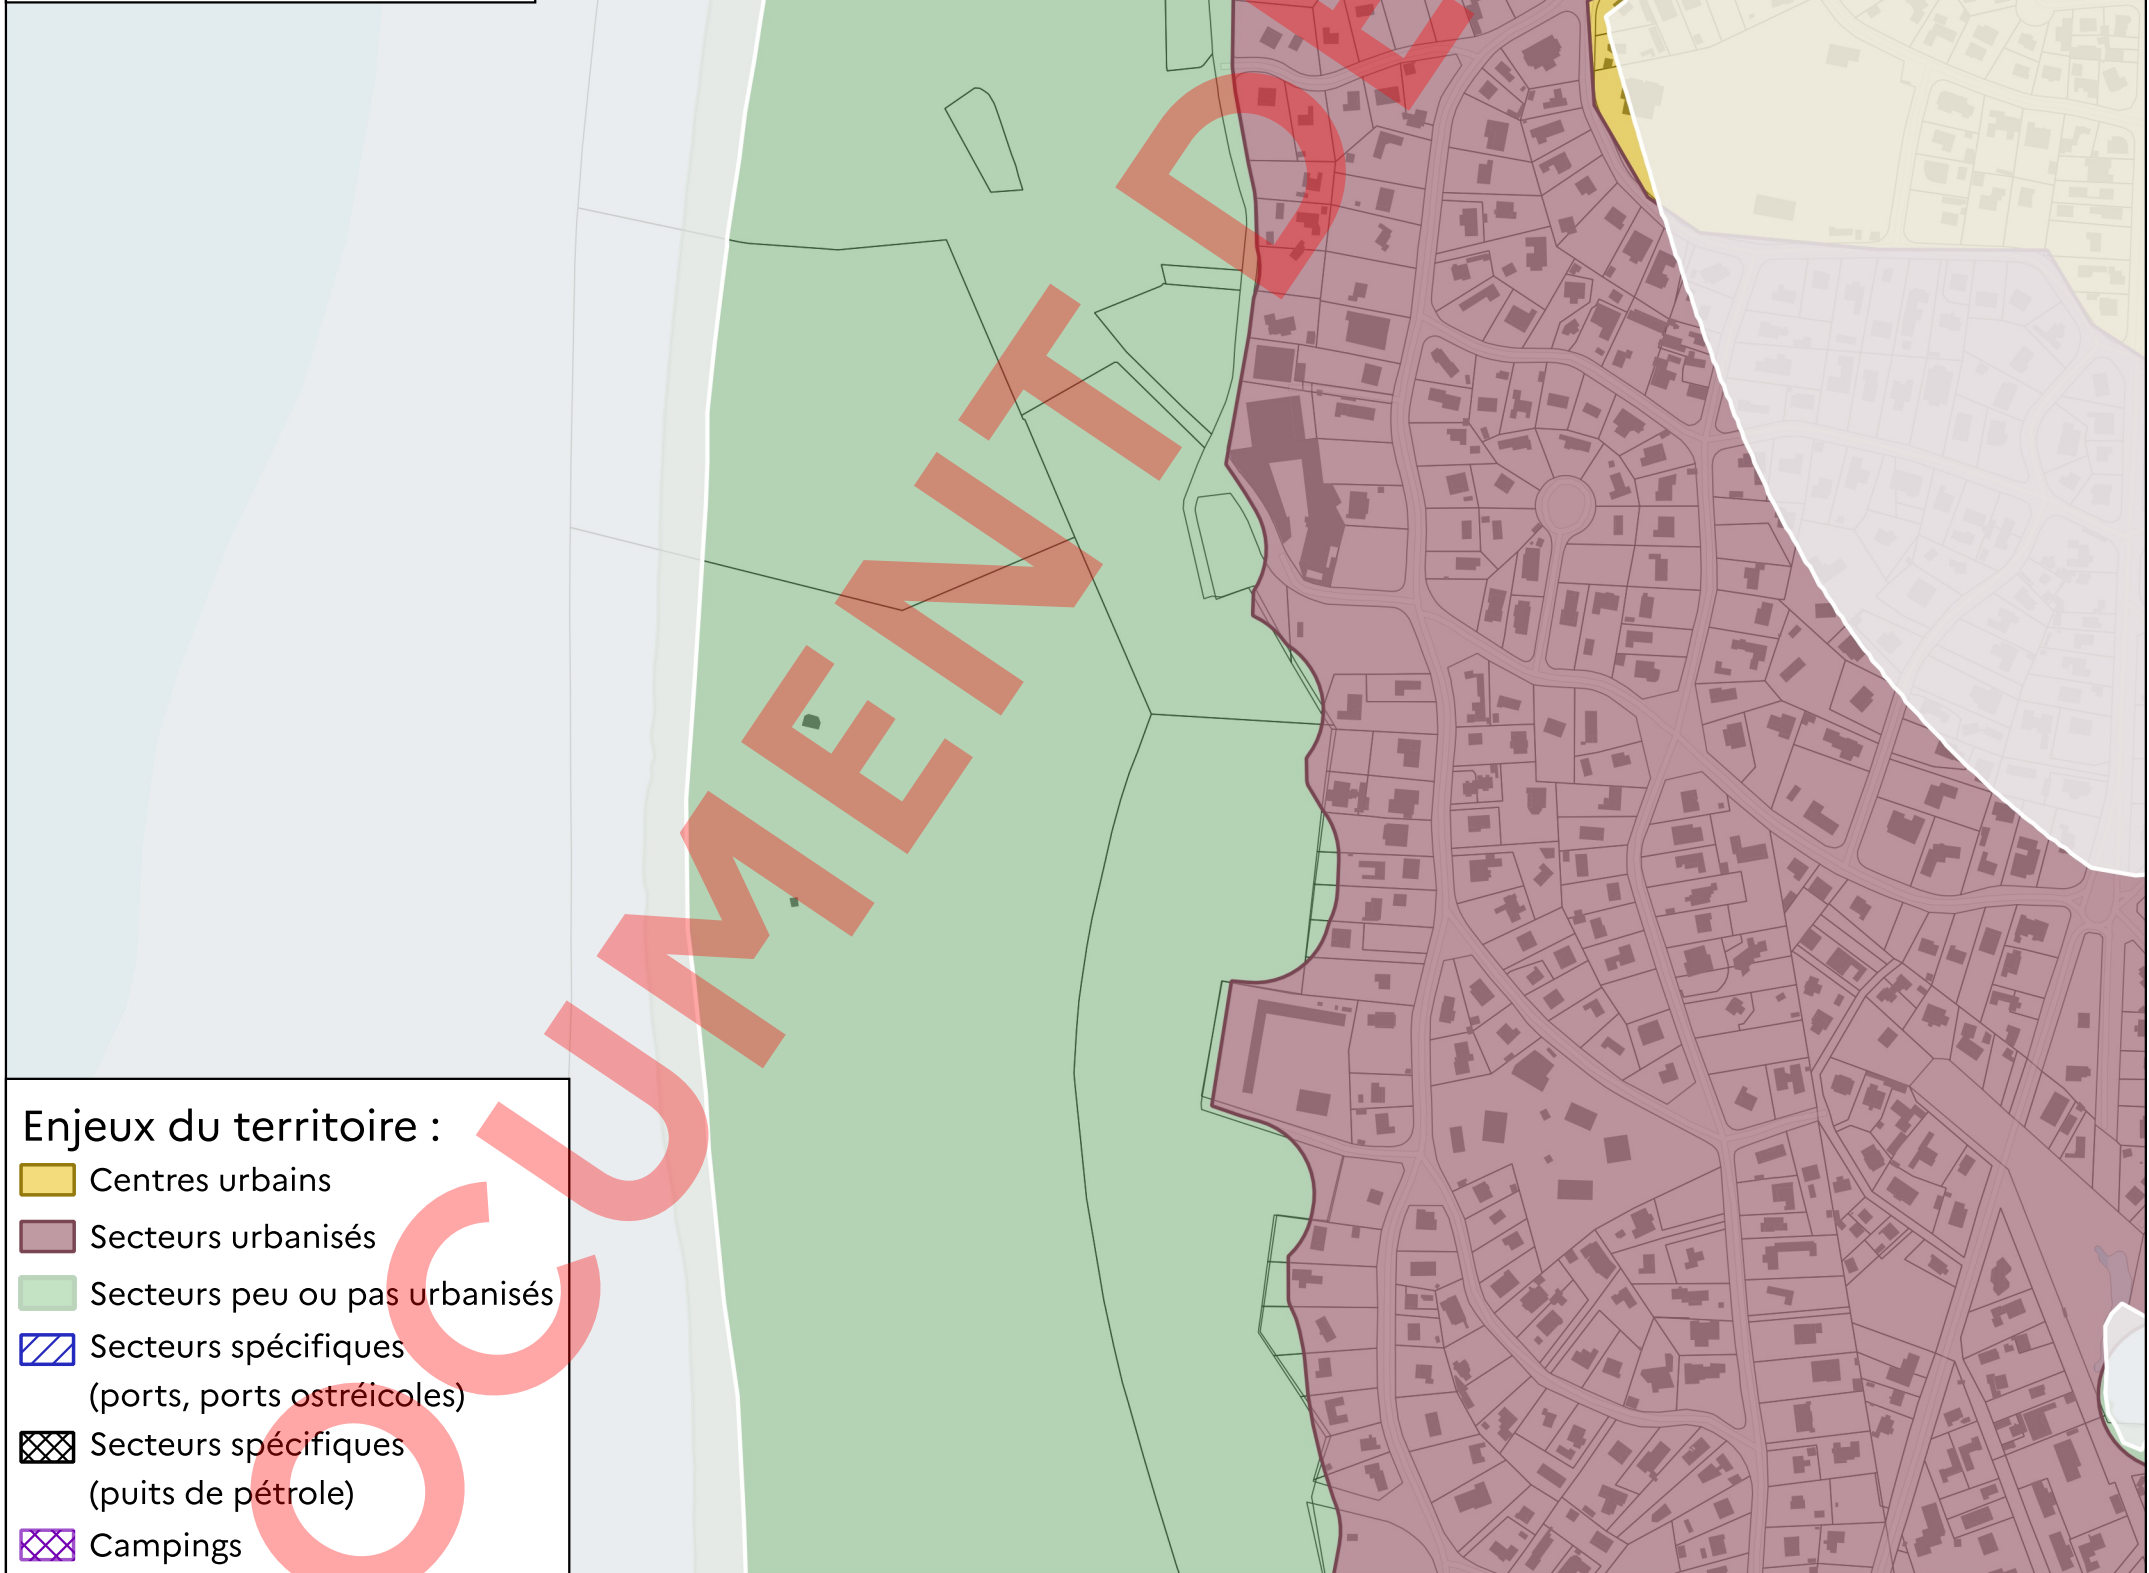 Enjeux du territoire :
Centres urbains
Secteurs urbanisés
Secteurs peu ou pas urbanisés
Secteurs spécifiques
(ports, ports ostréicoles)
Secteurs spécifiques
(puits de pétrole)
Campings
OCUMENT DE